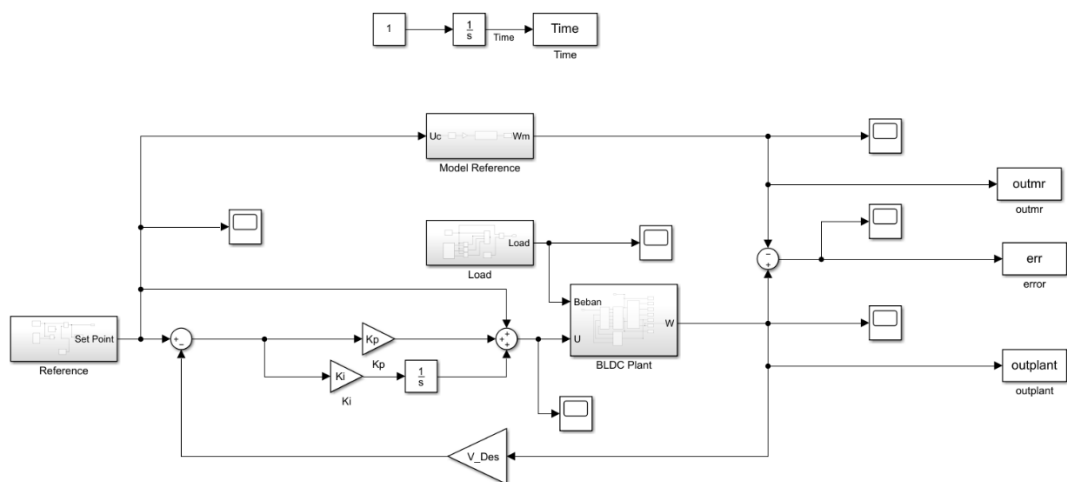 1
1
s
Time
Time
Time
Uc
Wm
Model Reference
outmr
outmr
Load
Load
err
error
Beban
U
W
BLDC Plant
Set Point
Reference
Kp
Kp
Ki
Ki
1
s
outplant
outplant
V_Des